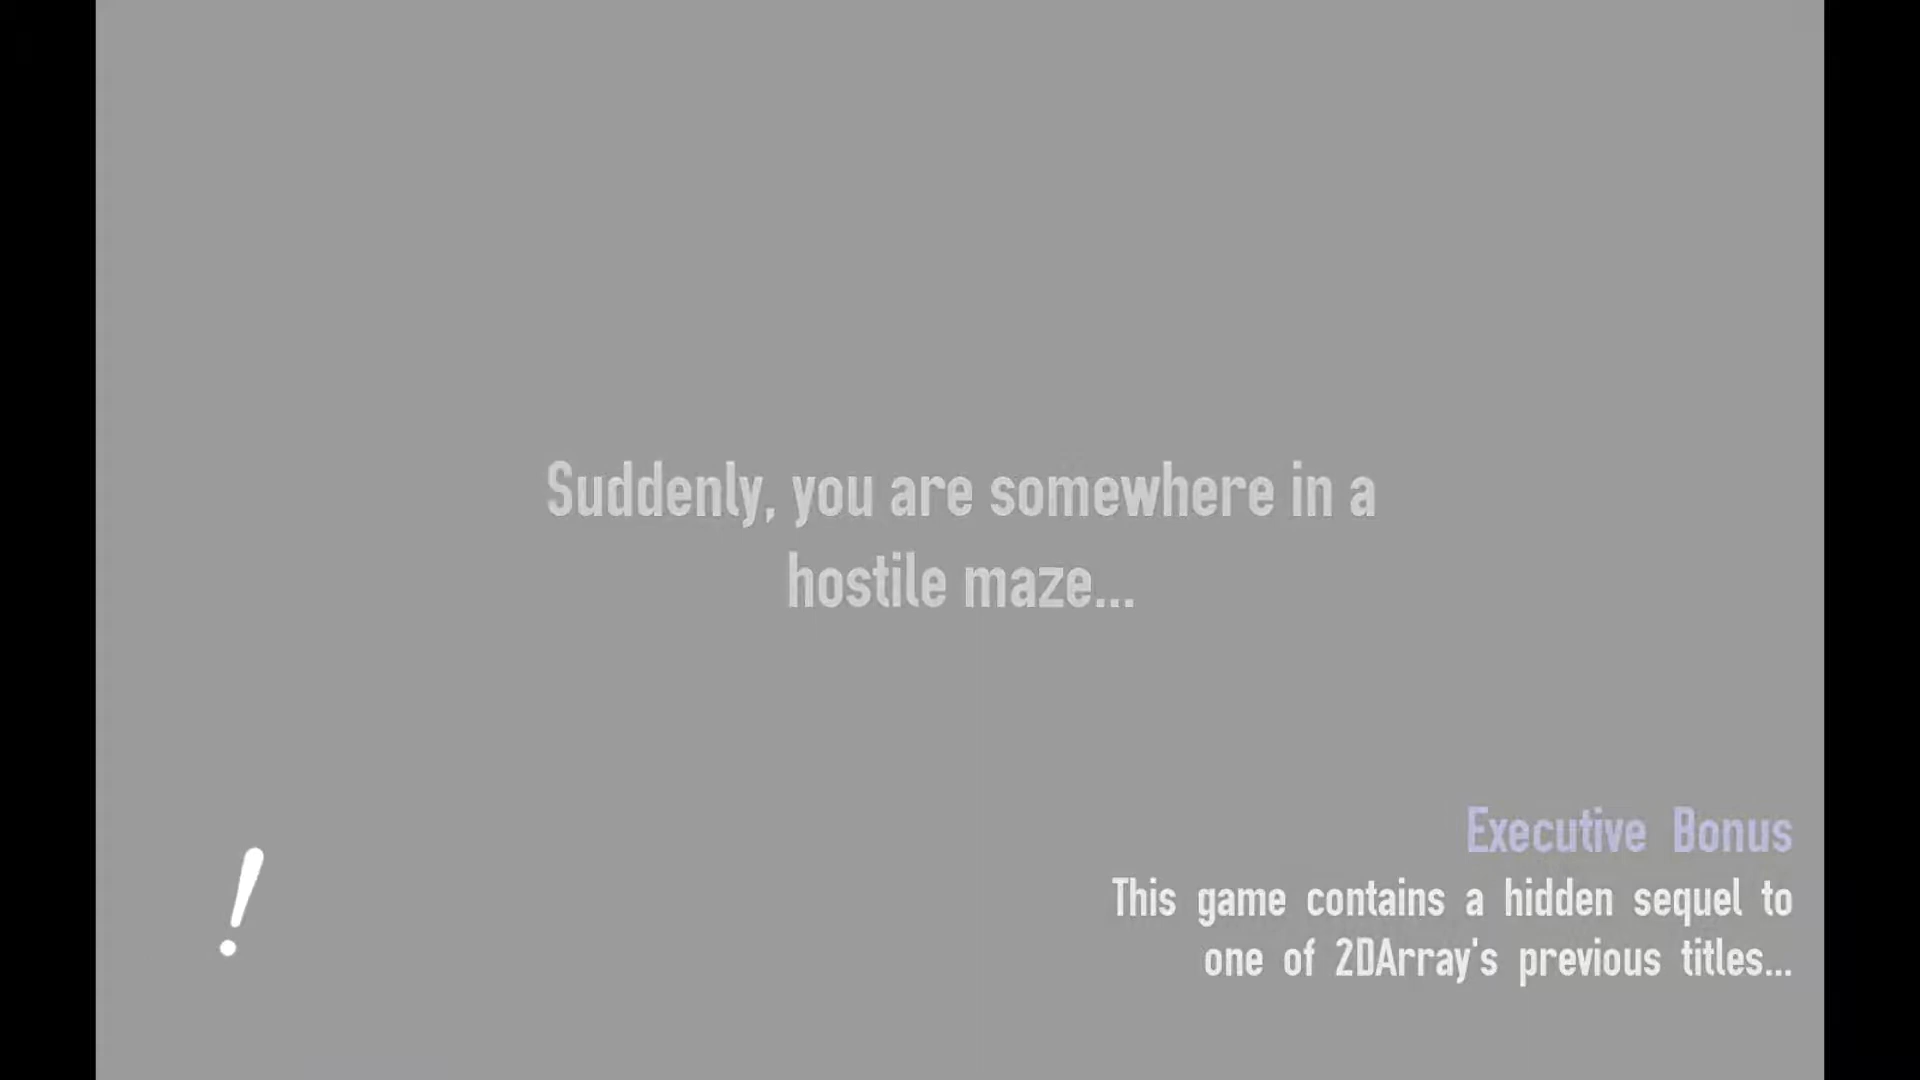 Suddenly, you are somewhere in a
hostile maze...
!
Executive Bonus
This game contains a hidden sequel to
one of 2DArray's previous titles...